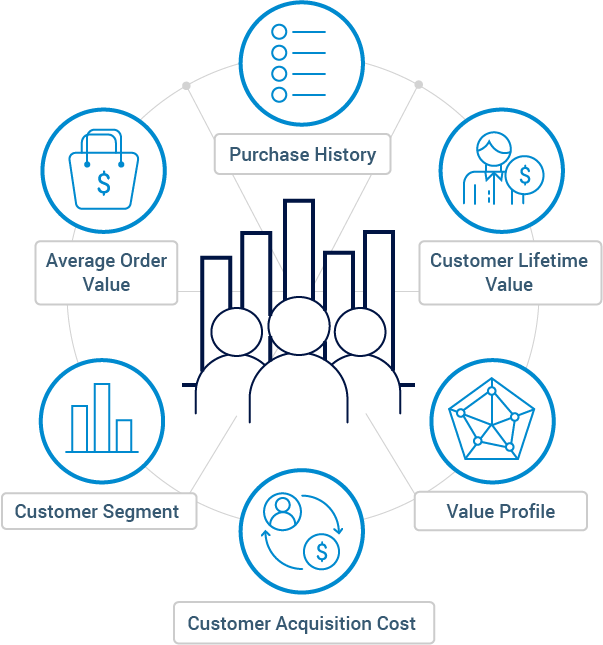 Purchase History
Average Order
Value
Customer Lifetime
Value
Customer Segment
Value Profile
Customer Acquisition Cost
$
$
$